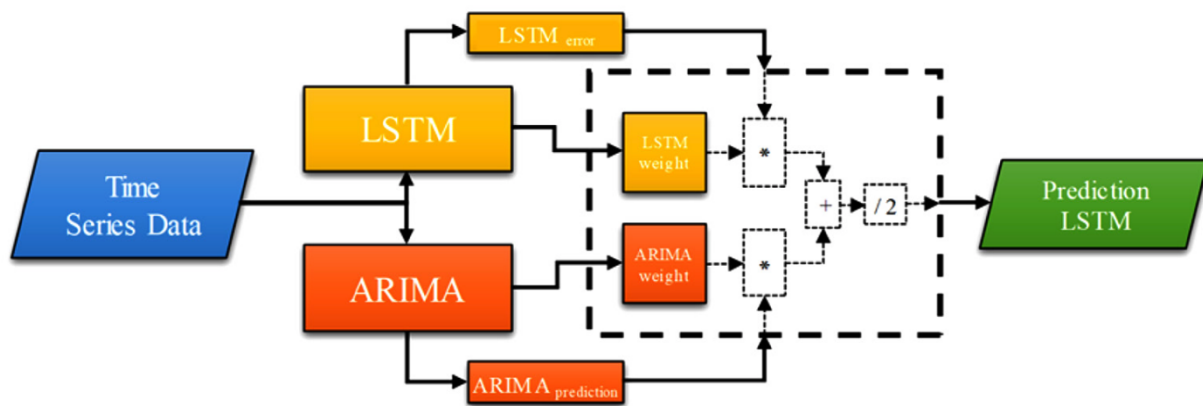 LSTM error
LSTM
Time
Series Data
LSTM
weight
*
+
/ 2
Prediction
LSTM
ARIMA
ARIMA
weight
*
ARIMA prediction